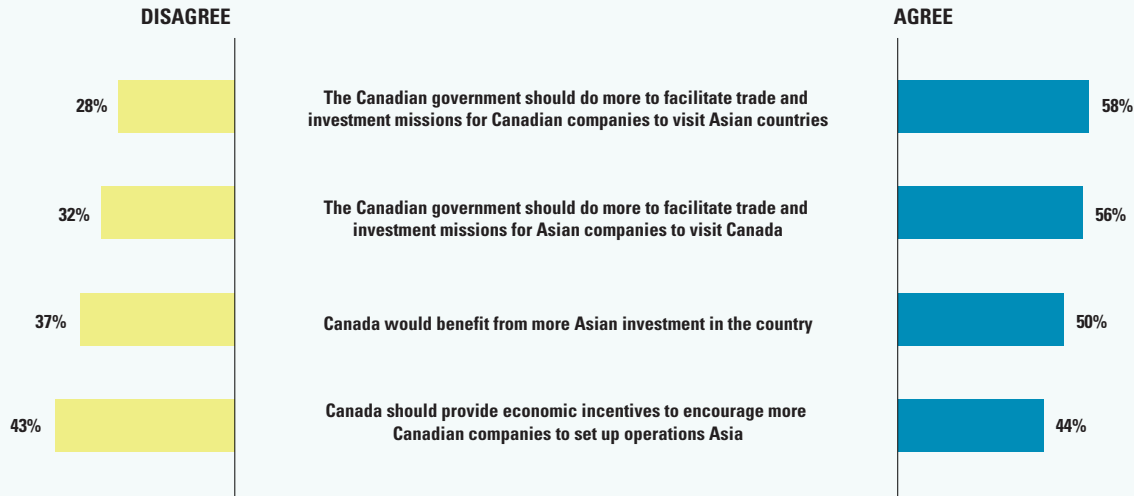 DISAGREE
AGREE
28%
The Canadian government should do more to facilitate trade and
investment missions for Canadian companies to visit Asian countries
58%
32%
The Canadian government should do more to facilitate trade and
investment missions for Asian companies to visit Canada
56%
37%
Canada would benefit from more Asian investment in the country
50%
43%
Canada should provide economic incentives to encourage more
Canadian companies to set up operations Asia
44%